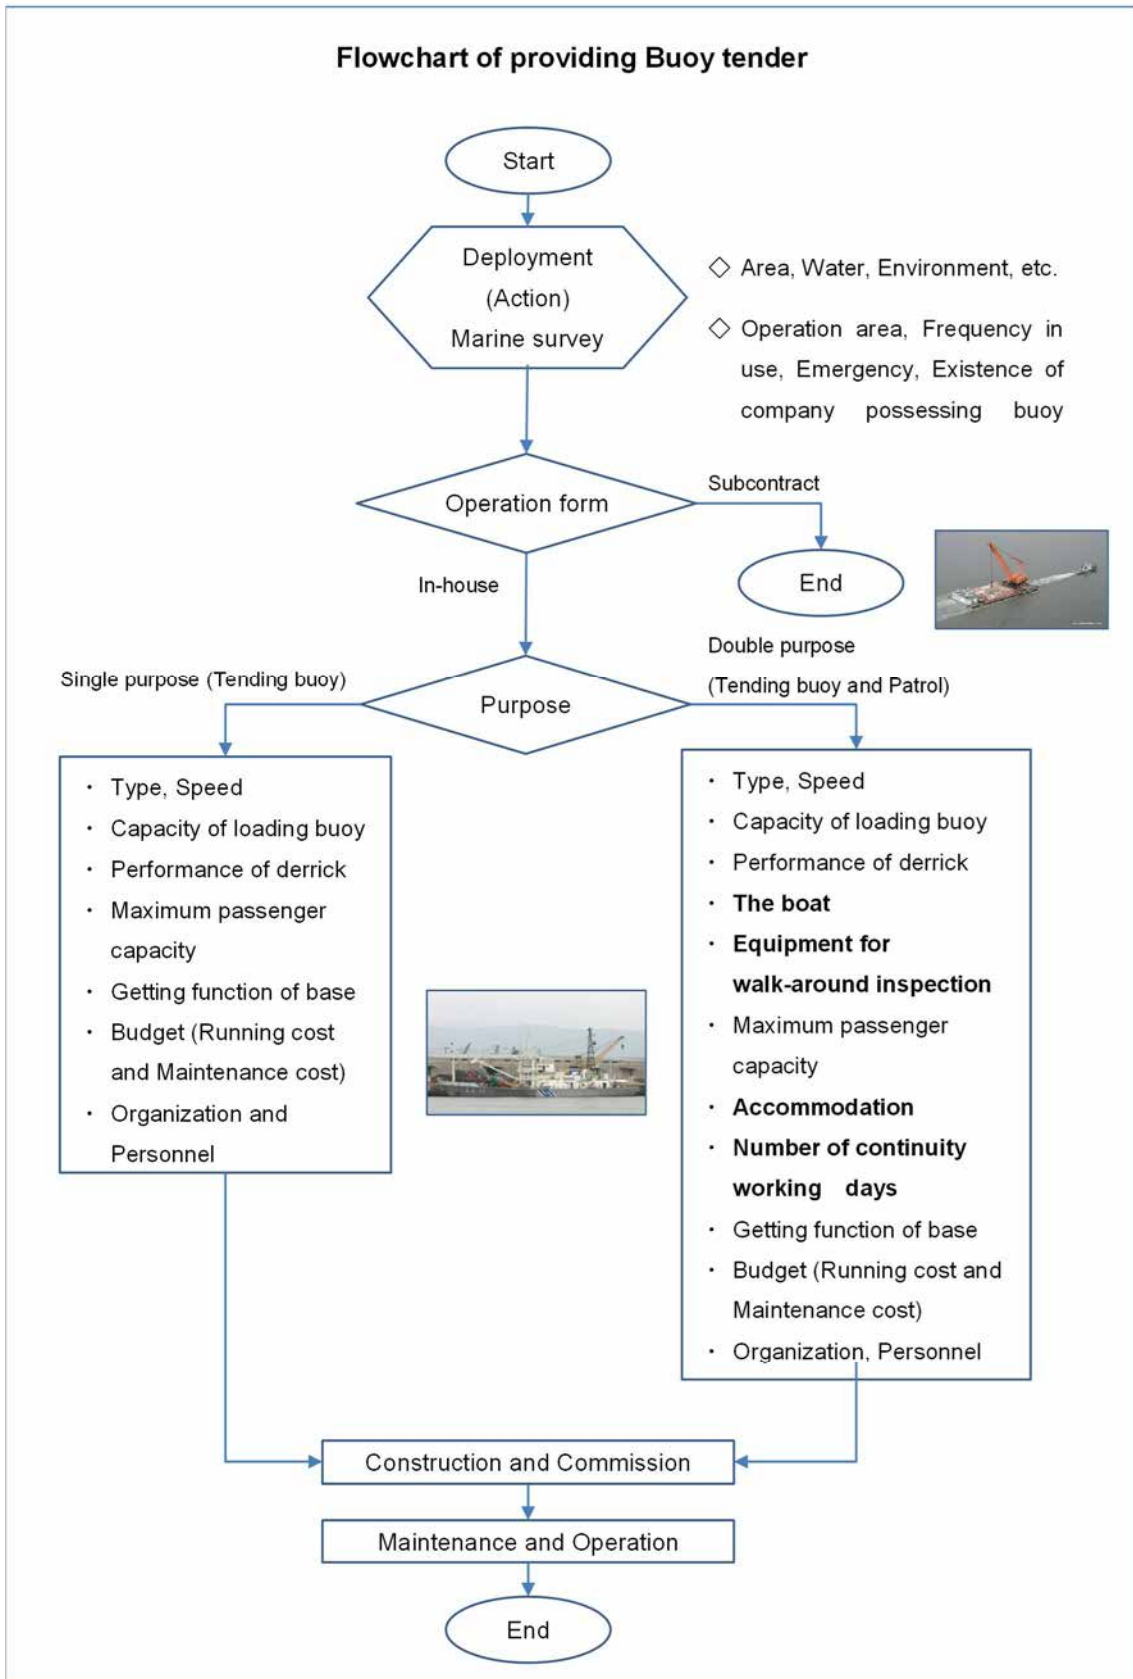 Flowchart of providing Buoy tender
Start
Deployment
(Action)
Marine survey
◇ Area, Water, Environment, etc.
◇ Operation area, Frequency in
use, Emergency, Existence of
company possessing buoy
Operation form
Subcontract
End
In-house
Double purpose
(Tending buoy and Patrol)
Single purpose (Tending buoy)
Purpose
・ Type, Speed
・ Capacity of loading buoy
・ Performance of derrick
・ Maximum passenger
capacity
・ Getting function of base
・ Budget (Running cost
and Maintenance cost)
・ Organization and
Personnel
・ Type, Speed
・ Capacity of loading buoy
・ Performance of derrick
・ The boat
・ Equipment for
walk-around inspection
・ Maximum passenger
capacity
・ Accommodation
・ Number of continuity
working days
・ Getting function of base
・ Budget (Running cost and
Maintenance cost)
・ Organization, Personnel
Construction and Commission
Maintenance and Operation
End